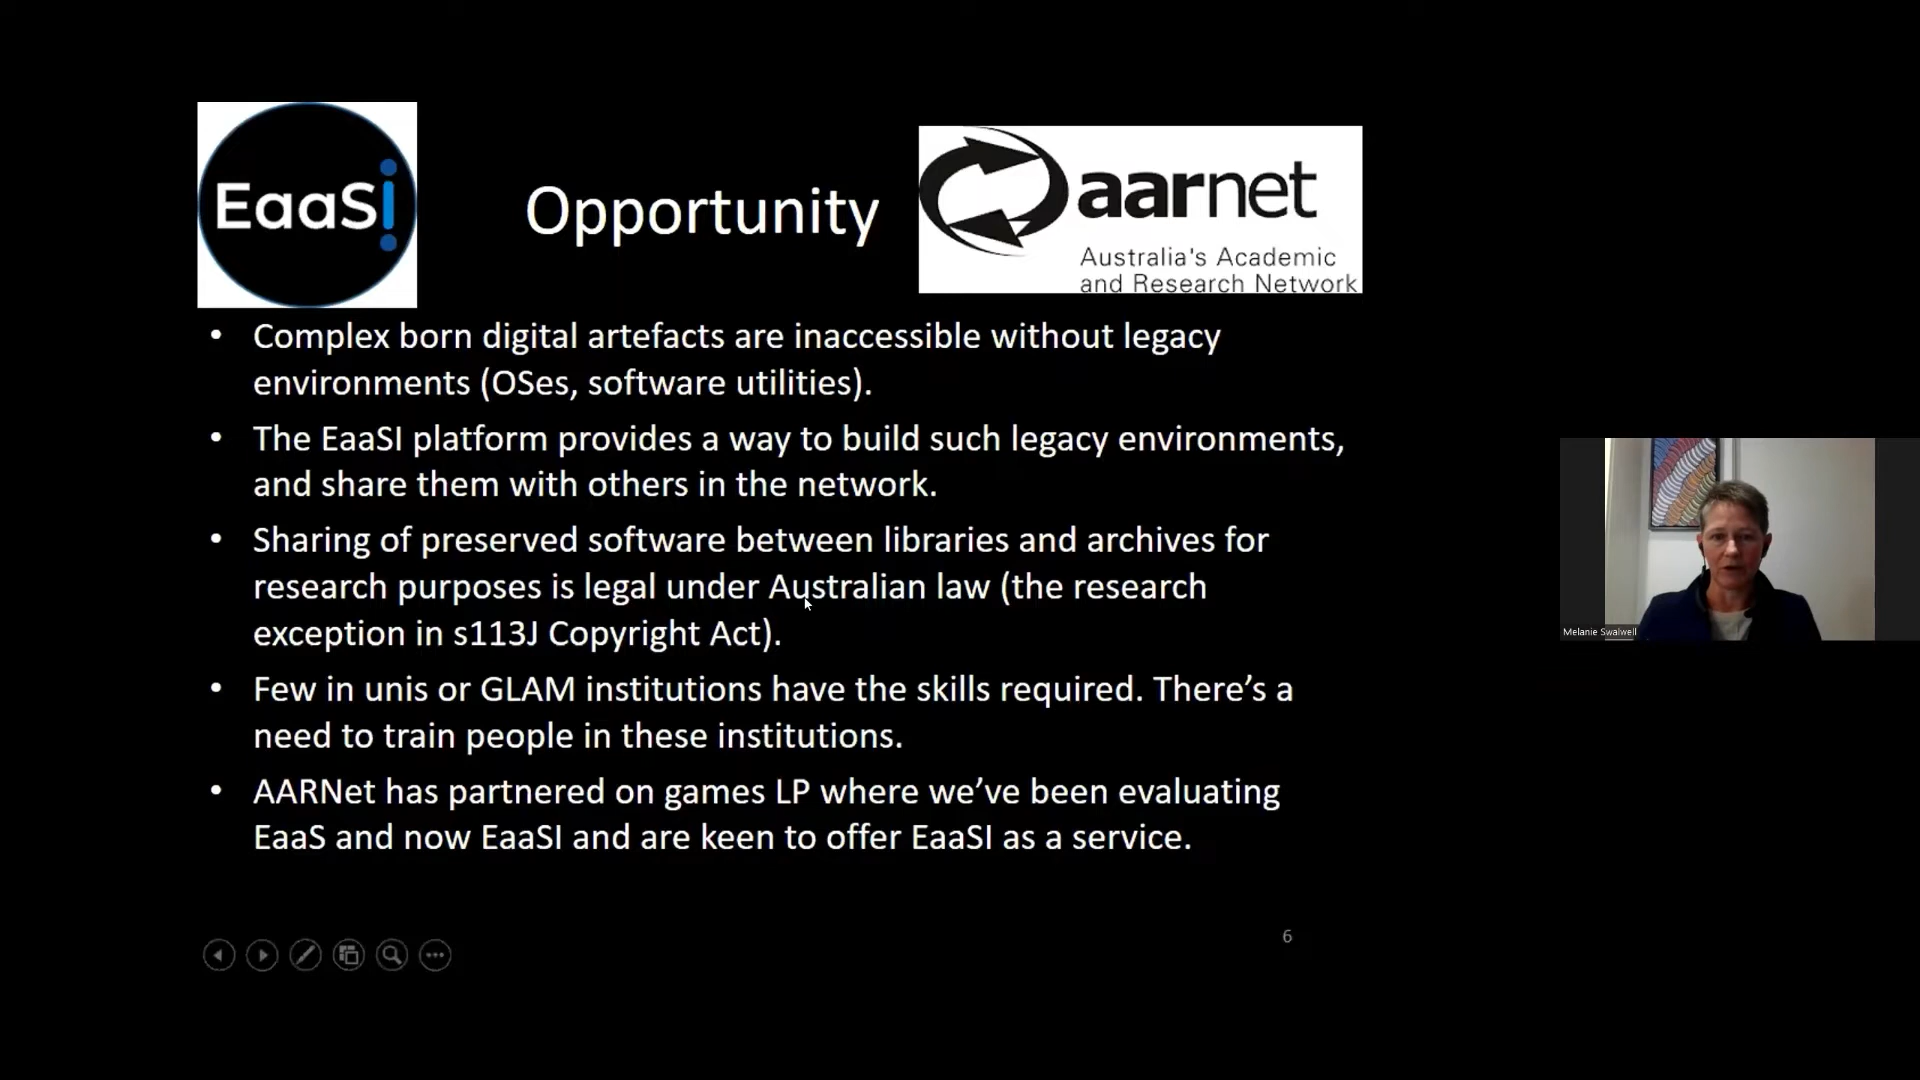 EaaSI
Opportunity
aarnet
Australia's Academic
and Research Network
• Complex born digital artefacts are inaccessible without legacy
environments (OSes, software utilities).
• The EaaSI platform provides a way to build such legacy environments,
and share them with others in the network.
• Sharing of preserved software between libraries and archives for
research purposes is legal under Australian law (the research
exception in s113J Copyright Act).
• Few in unis or GLAM institutions have the skills required. There’s a
need to train people in these institutions.
• AARNet has partnered on games LP where we’ve been evaluating
EaaS and now EaaSI and are keen to offer EaaSI as a service.
Melanie Swalwell
6